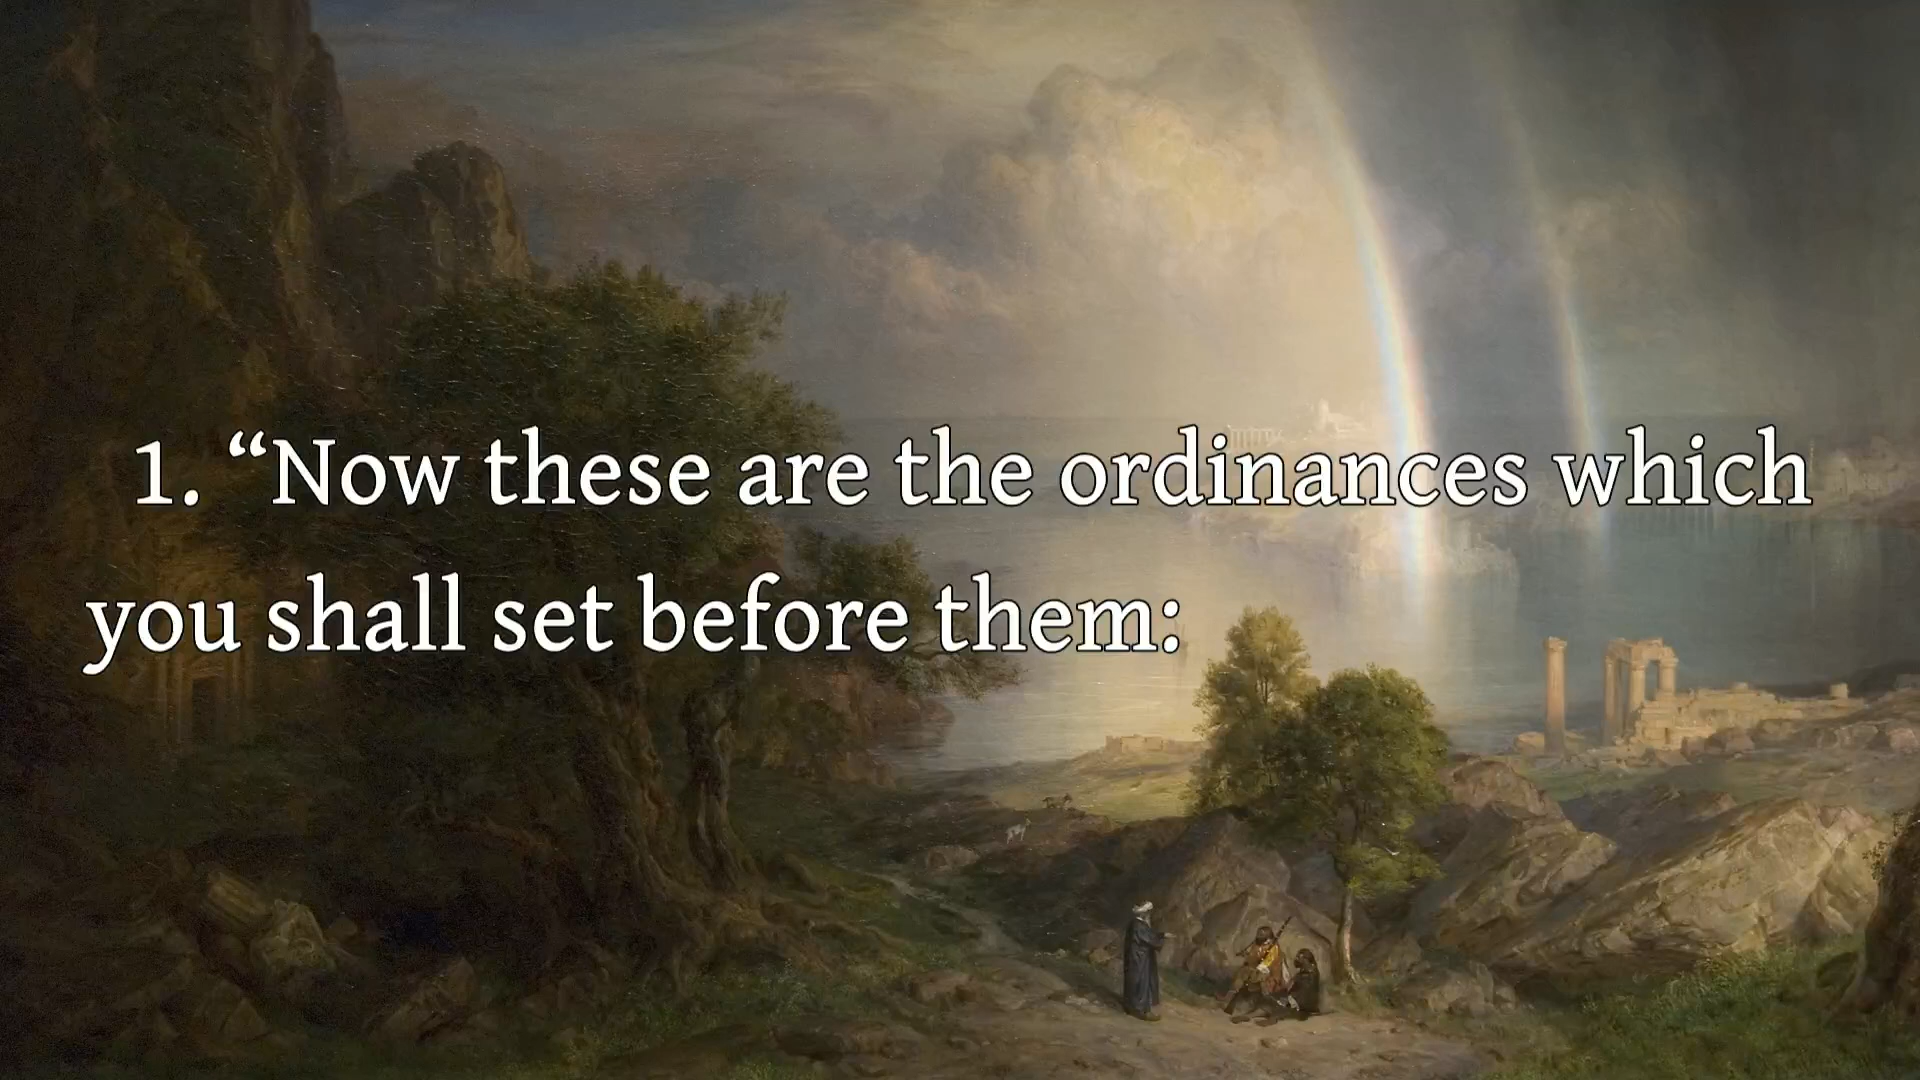 1. “Now these are the ordinances which
you shall set before them: